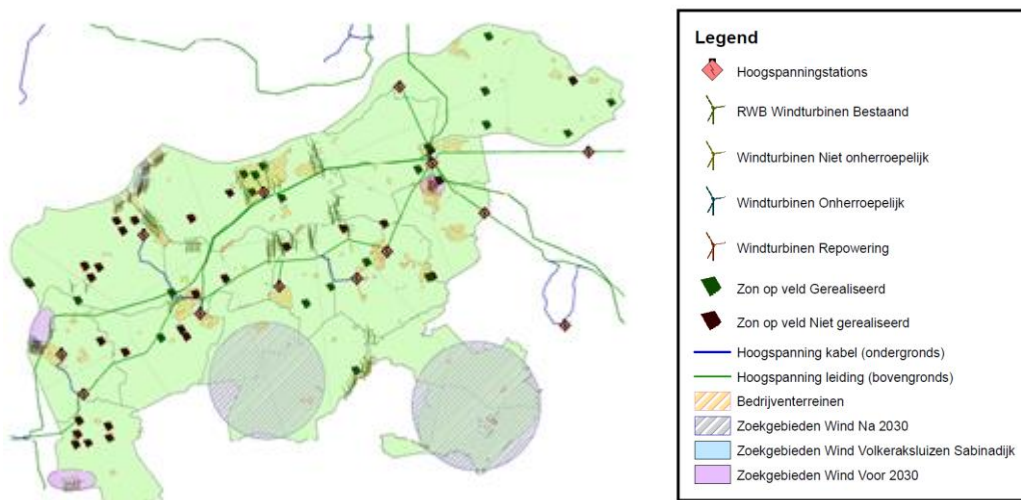 Legend
Hoogspanningstations
RWB Windturbinen Bestaand
Windturbinen Niet onherroepelijk
Windturbinen Onherroepelijk
Windturbinen Repowering
Zon op veld Gerealiseerd
Zon op veld Niet gerealiseerd
Hoogspanning kabel (ondergronds)
Hoogspanning leiding (bovengronds)
Bedrijventerreinen
Zoekgebieden Wind Na 2030
Zoekgebieden Wind Volkeraksluizen Sabinadijk
Zoekgebieden Wind Voor 2030